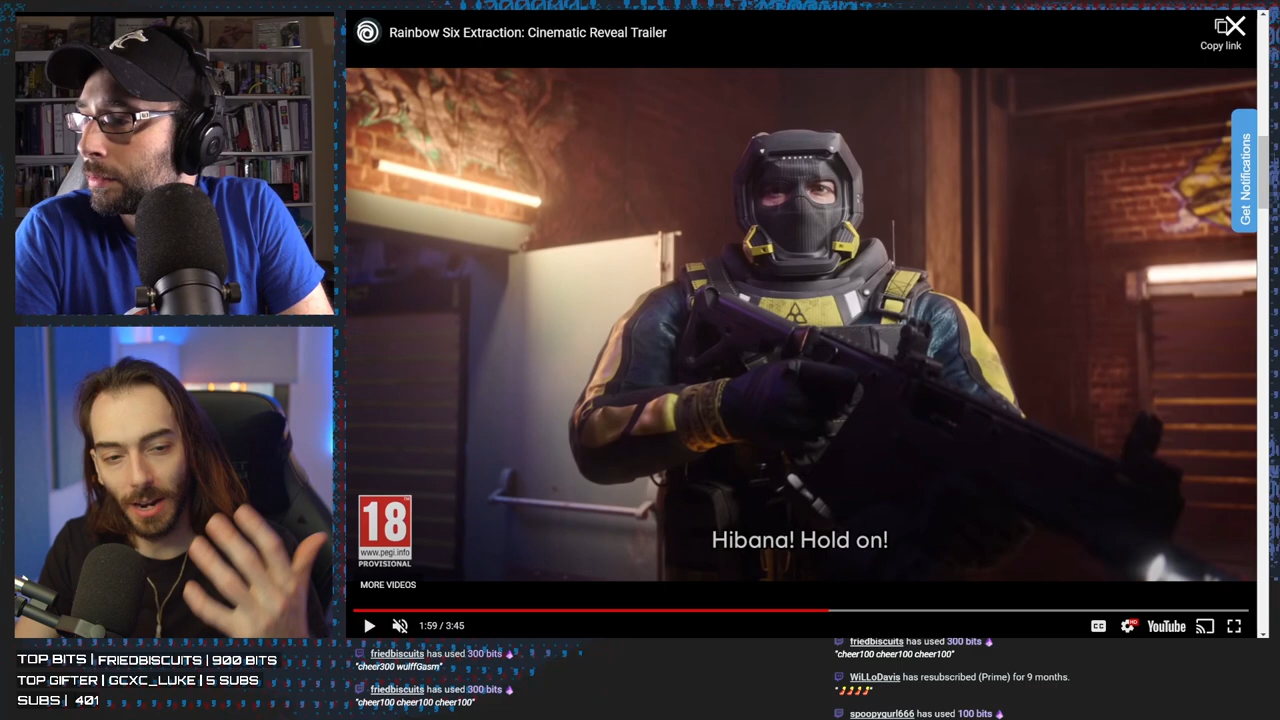 Rainbow Six Extraction: Cinematic Reveal Trailer
Copy link
Get Notifications
18
www.pegi.info
PROVISIONAL
Hibana! Hold on!
MORE VIDEOS
1:59 / 3:45
CC
HD
YouTube
TOP BITS | FRIEDBISCUITS | 900 BITS
TOP GIFTER | GCXC_LUKE | 5 SUBS
SUBS | 401
friedbiscuits has used 300 bits
"cheer300 wulffGasm"
friedbiscuits has used 300 bits
"cheer100 cheer100 cheer100"
friedbiscuits has used 300 bits
"cheer100 cheer100 cheer100"
WiLLoDavis has resubscribed (Prime) for 9 months.
spoopygurl666 has used 100 bits